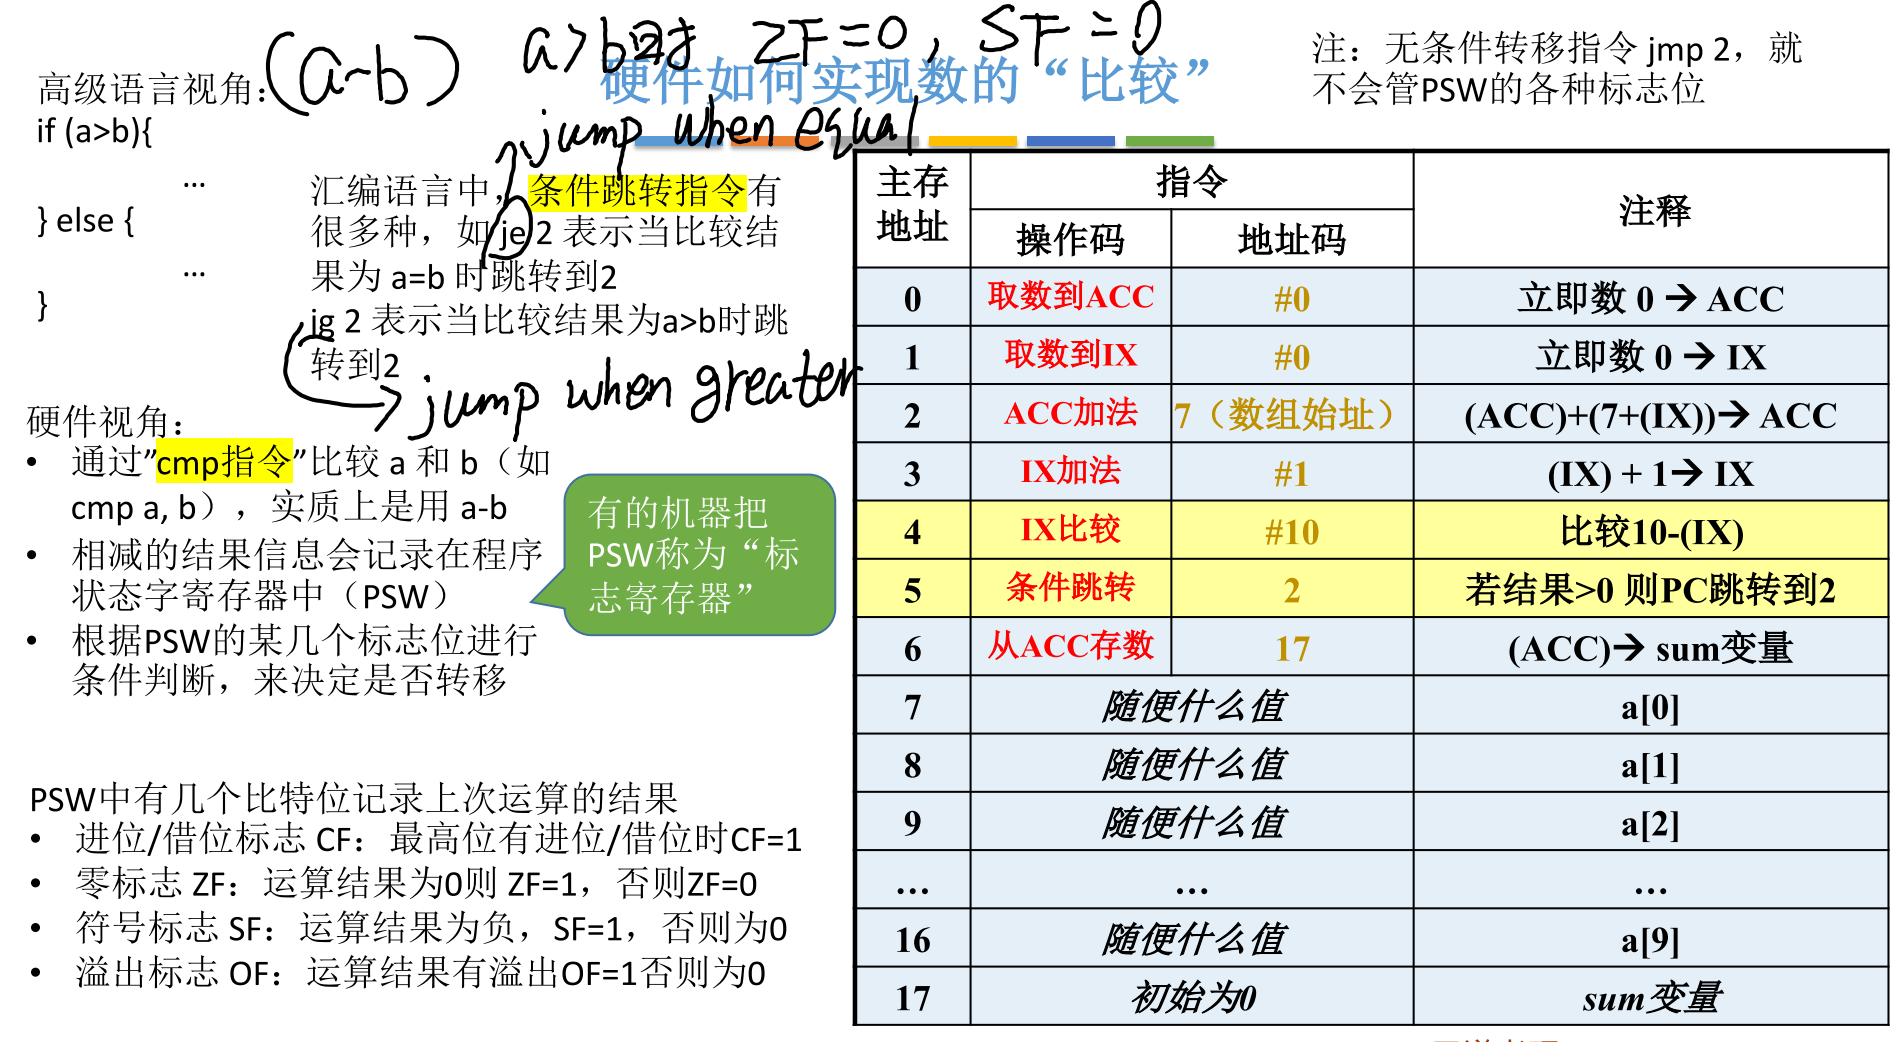 (a-b)
a>b时 ZF=0, SF=0
硬件如何实现数的“比较”
注：无条件转移指令 jmp 2，就
不会管PSW的各种标志位
高级语言视角：
if (a>b){
...
} else {
...
}
jump when equal
汇编语言中，条件跳转指令有
很多种，如 je 2 表示当比较结
果为 a=b 时跳转到2
jg 2 表示当比较结果为a>b时跳
转到2
jump when greater
硬件视角：
• 通过”cmp指令”比较 a 和 b（如
cmp a, b），实质上是用 a-b
• 相减的结果信息会记录在程序
状态字寄存器中（PSW）
• 根据PSW的某几个标志位进行
条件判断，来决定是否转移
有的机器把
PSW称为“标
志寄存器”
PSW中有几个比特位记录上次运算的结果
• 进位/借位标志 CF：最高位有进位/借位时CF=1
• 零标志 ZF：运算结果为0则 ZF=1，否则ZF=0
• 符号标志 SF：运算结果为负，SF=1，否则为0
• 溢出标志 OF：运算结果有溢出OF=1否则为0
主存地址 指令 注释
操作码 地址码
0 取数到ACC #0 立即数 0 → ACC
1 取数到IX #0 立即数 0 → IX
2 ACC加法 7（数组始址） (ACC)+(7+(IX))→ ACC
3 IX加法 #1 (IX) + 1→ IX
4 IX比较 #10 比较10-(IX)
5 条件跳转 2 若结果>0 则PC跳转到2
6 从ACC存数 17 (ACC)→ sum变量
7 随便什么值 a[0]
8 随便什么值 a[1]
9 随便什么值 a[2]
... ... ...
16 随便什么值 a[9]
17 初始为0 sum变量